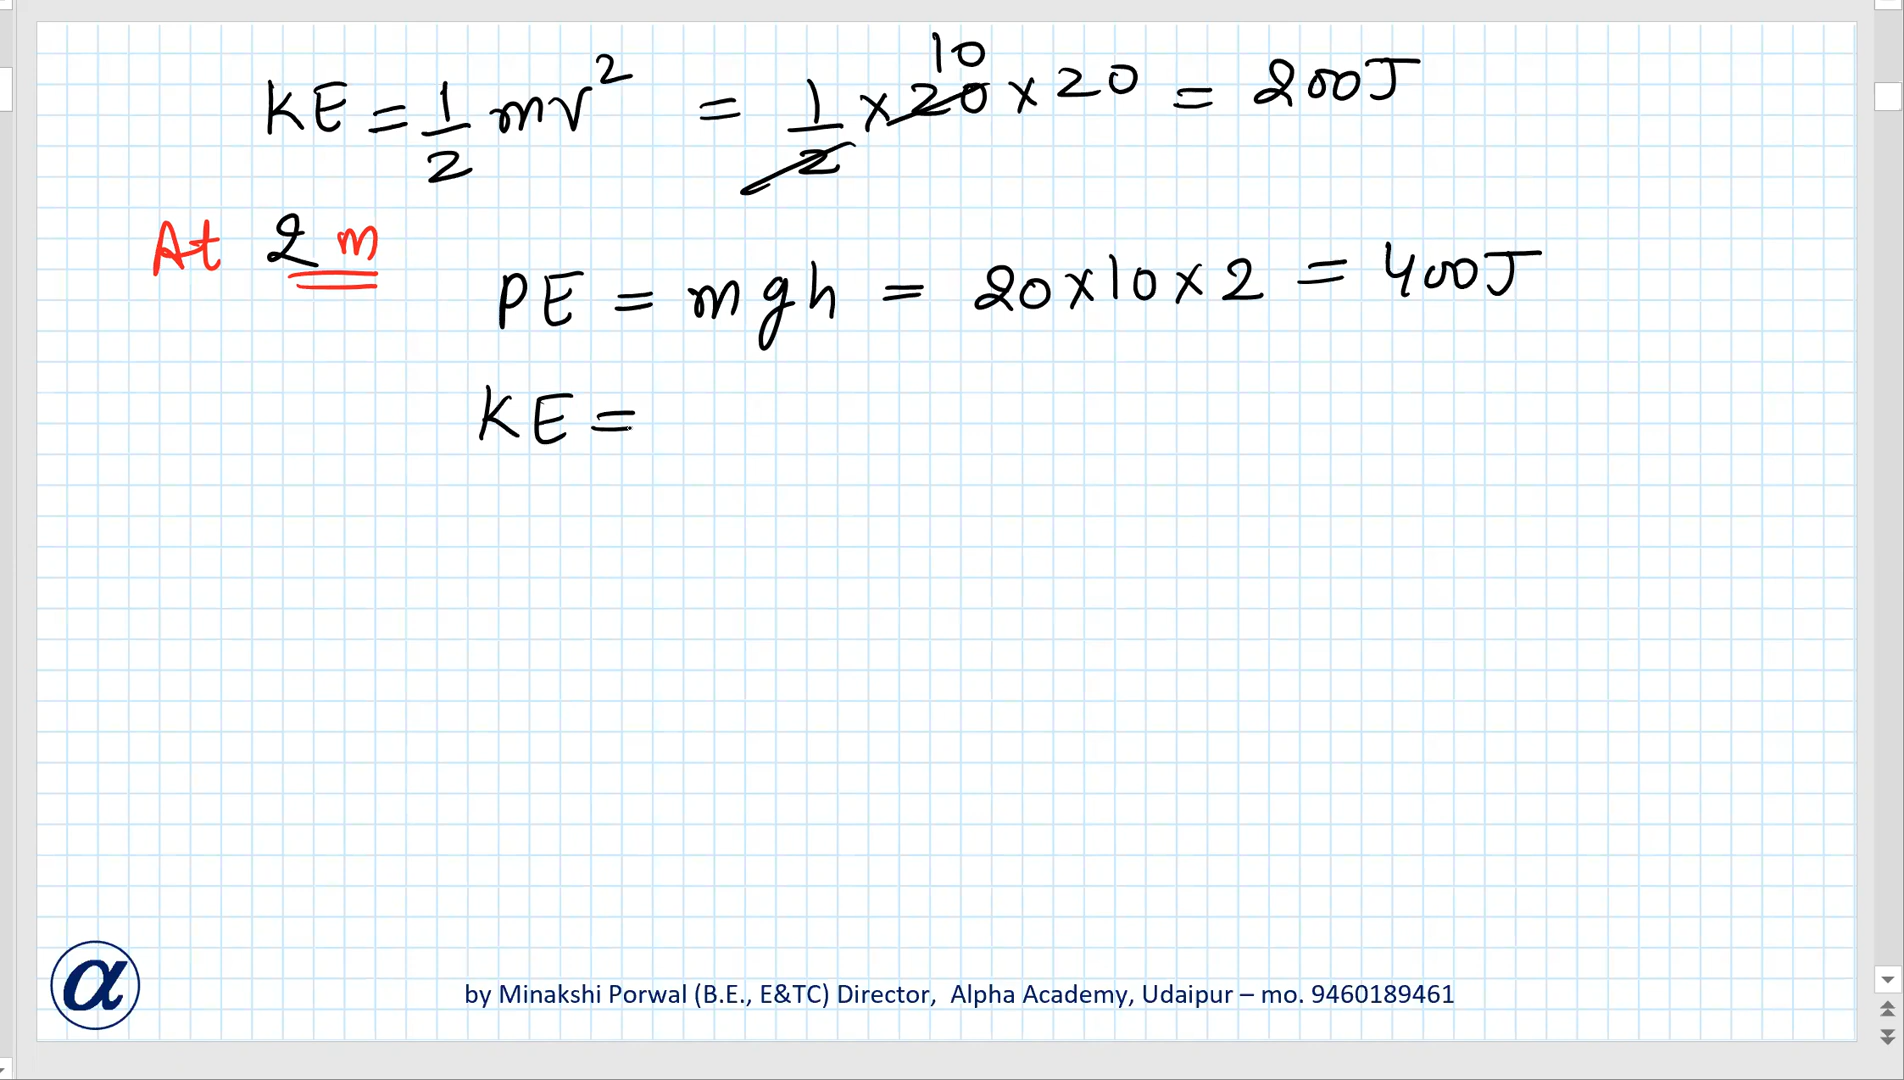 KE = 1/2 mv² = 1/2 × 20 × 20 = 200J
10
At 2 m
PE = mgh = 20×10×2 = 400J
KE =
α
by Minakshi Porwal (B.E., E&TC) Director, Alpha Academy, Udaipur – mo. 9460189461